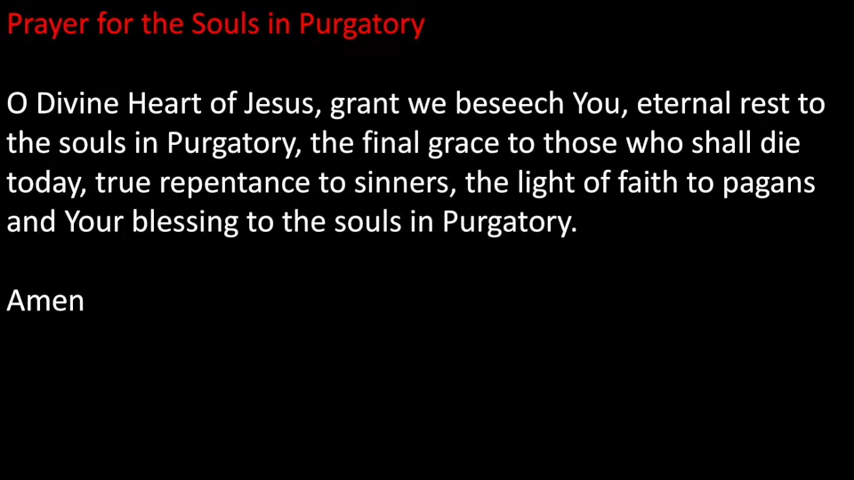 Prayer for the Souls in Purgatory
O Divine Heart of Jesus, grant we beseech You, eternal rest to
the souls in Purgatory, the final grace to those who shall die
today, true repentance to sinners, the light of faith to pagans
and Your blessing to the souls in Purgatory.
Amen